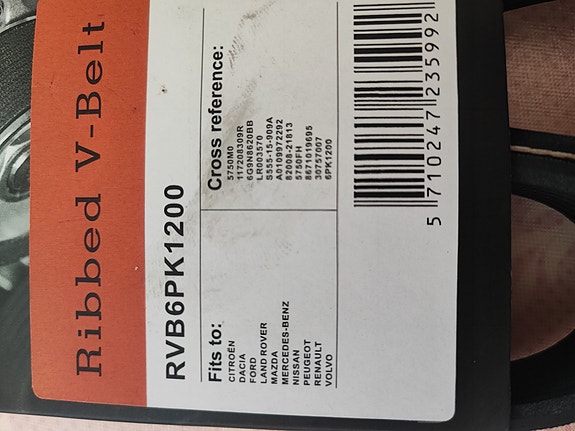 Ribbed V-Belt
RVB6PK1200
Fits to:
CITROËN
DACIA
FORD
LAND ROVER
MAZDA
MERCEDES-BENZ
NISSAN
PEUGEOT
RENAULT
VOLVO
Cross reference:
5750M0
117208309R
6G9N8620BB
LR003570
S555-15-909A
A0109972292
82008-21813
5750FH
8671019695
30757007
6PK1200
5 710247 235992